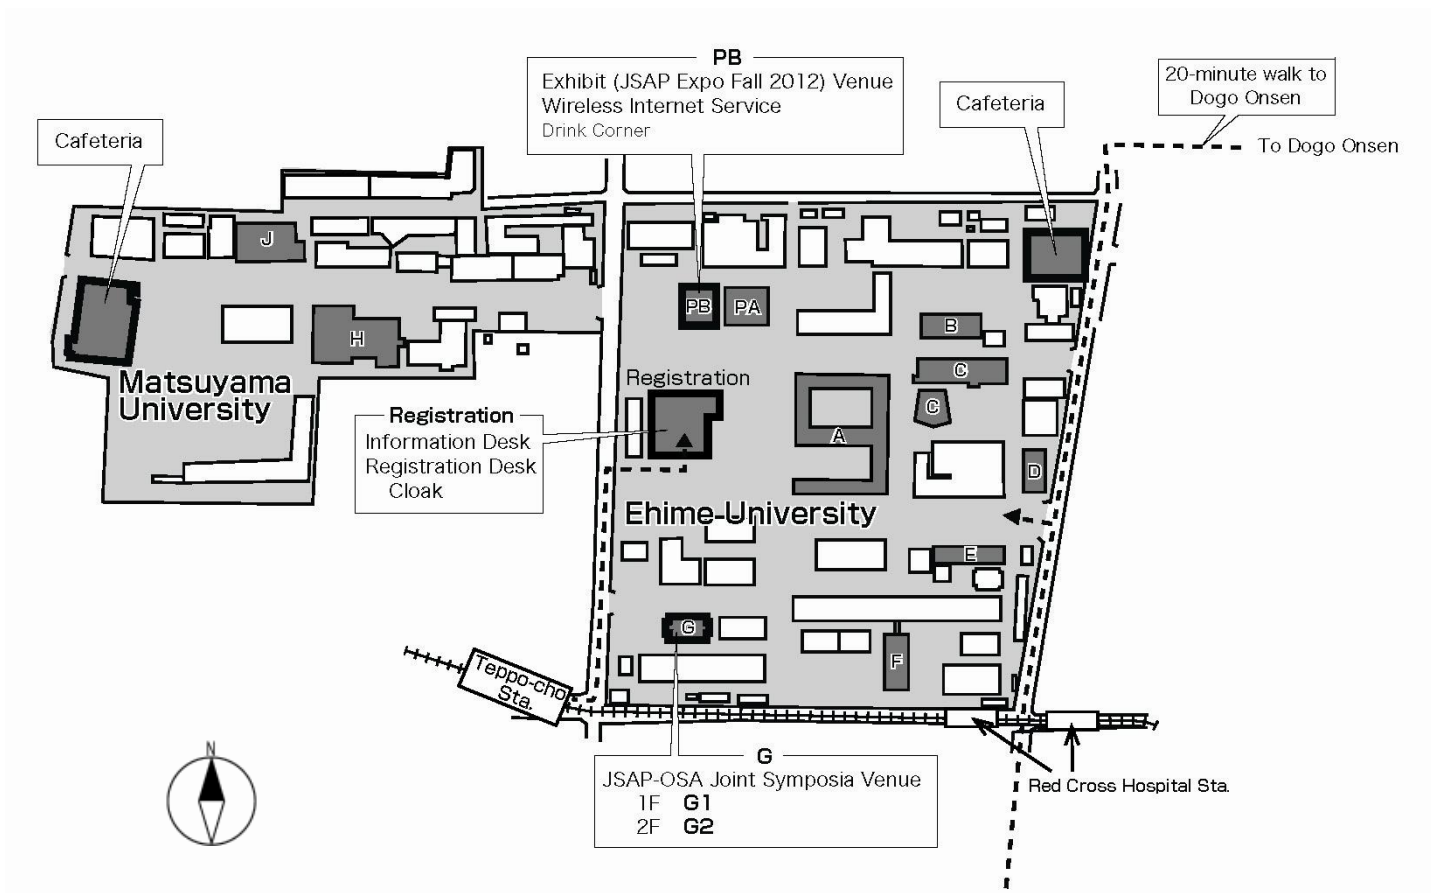 PB
Exhibit (JSAP Expo Fall 2012) Venue
Wireless Internet Service
Drink Corner
20-minute walk to
Dogo Onsen
Cafeteria
Cafeteria
To Dogo Onsen
J
PB
PA
B
H
C
Matsuyama
University
Registration
C
Registration
Information Desk
Registration Desk
Cloak
A
D
Ehime-University
E
G
F
Teppo-cho
Sta.
G
JSAP-OSA Joint Symposia Venue
1F G1
2F G2
Red Cross Hospital Sta.
N